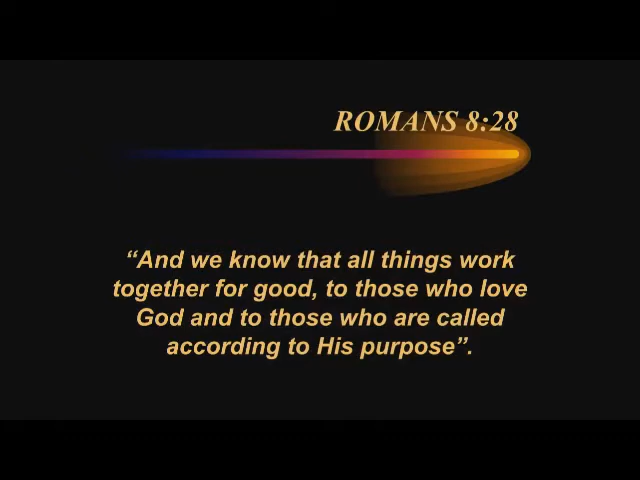 ROMANS 8:28
“And we know that all things work
together for good, to those who love
God and to those who are called
according to His purpose”.